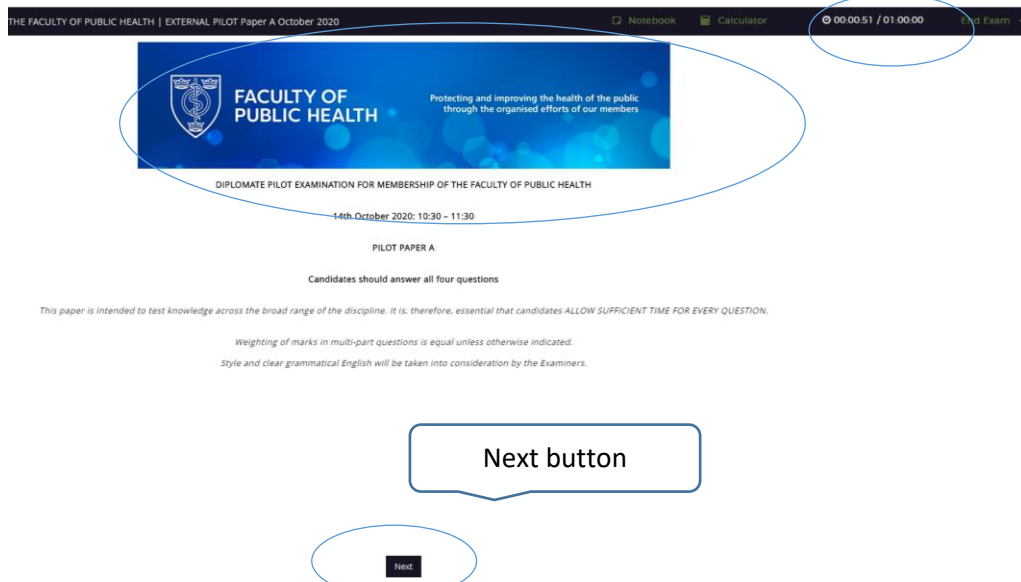 THE FACULTY OF PUBLIC HEALTH | EXTERNAL PILOT Paper A October 2020 Notebook Calculator 00:00:51 / 01:00:00 End Exam
FACULTY OF
PUBLIC HEALTH
Protecting and improving the health of the public
through the organised efforts of our members
DIPLOMATE PILOT EXAMINATION FOR MEMBERSHIP OF THE FACULTY OF PUBLIC HEALTH
14th October 2020: 10:30 – 11:30
PILOT PAPER A
Candidates should answer all four questions
This paper is intended to test knowledge across the broad range of the discipline. It is, therefore, essential that candidates ALLOW SUFFICIENT TIME FOR EVERY QUESTION.
Weighting of marks in multi-part questions is equal unless otherwise indicated.
Style and clear grammatical English will be taken into consideration by the Examiners.
Next button
Next